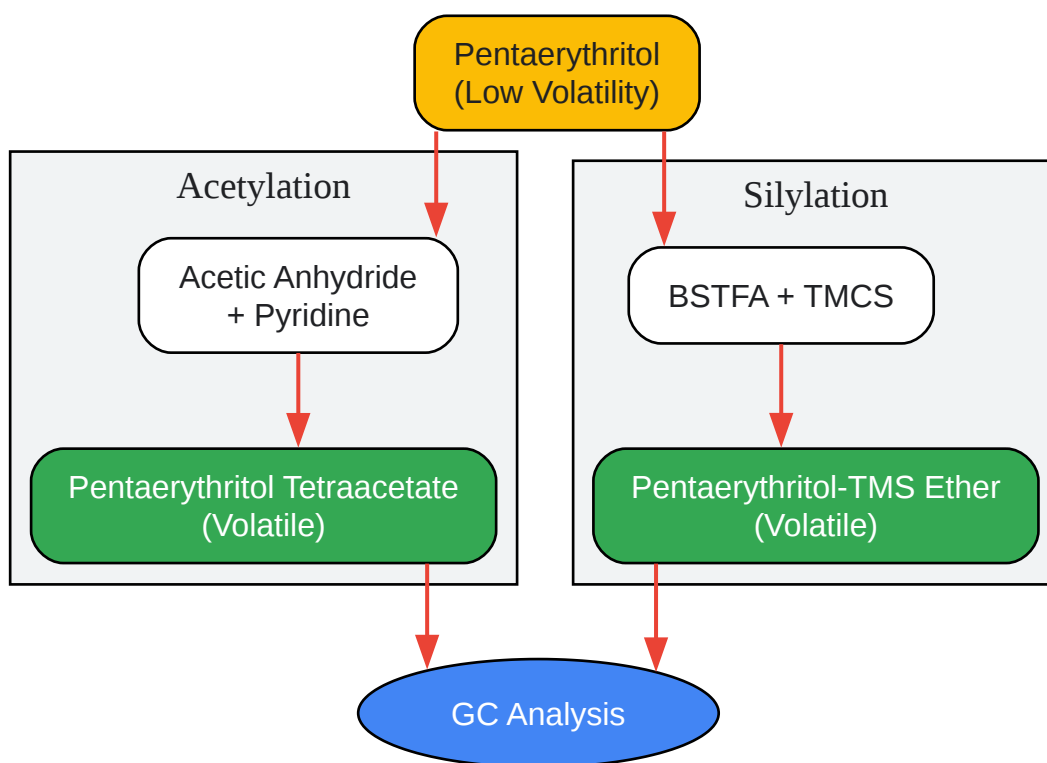 Pentaerythritol
(Low Volatility)
Acetylation
Acetic Anhydride
+ Pyridine
Pentaerythritol Tetraacetate
(Volatile)
Silylation
BSTFA + TMCS
Pentaerythritol-TMS Ether
(Volatile)
GC Analysis